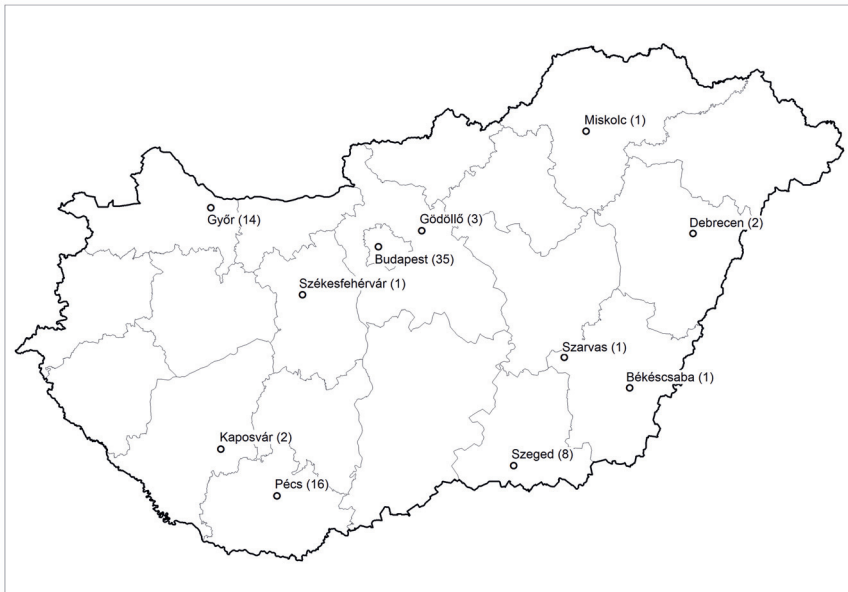 Miskolc (1)
Győr (14)
Gödöllő (3)
Debrecen (2)
Budapest (35)
Székesfehérvár (1)
Szarvas (1)
Békéscsaba (1)
Kaposvár (2)
Szeged (8)
Pécs (16)